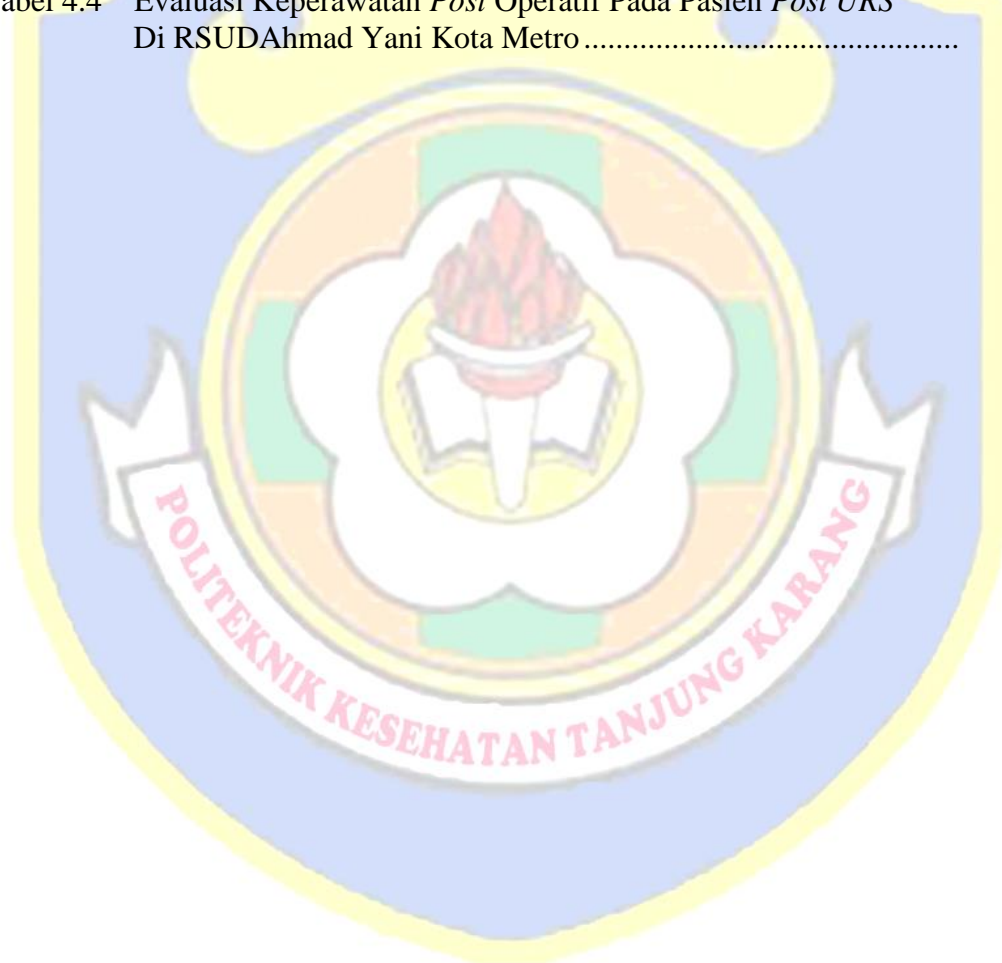 abel 4.4 Evaluasi Keperawatan Post Operatif Pada Pasien Post URS
Di RSUDAhmad Yani Kota Metro...............................................
POLITEKNIK KESEHATAN TANJUNG KARANG